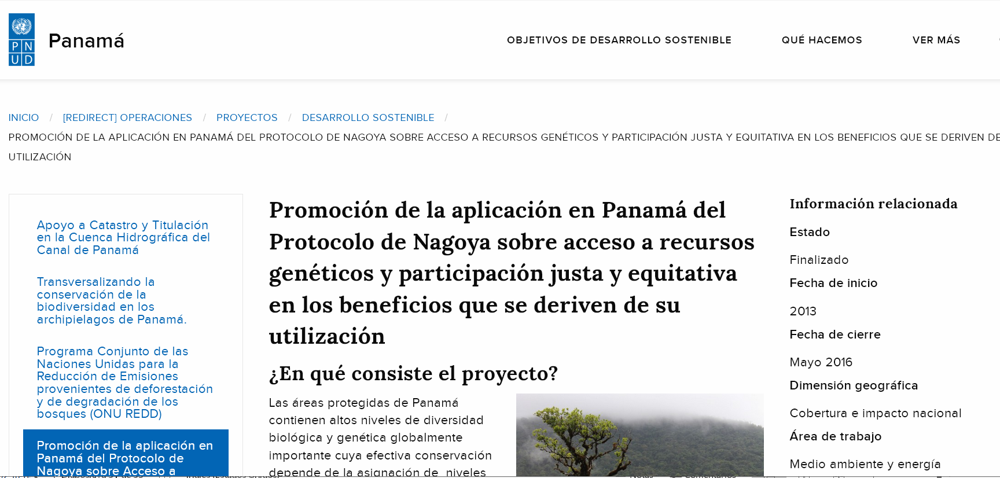 PNUD
Panamá
OBJETIVOS DE DESARROLLO SOSTENIBLE
QUÉ HACEMOS
VER MÁS
INICIO / [REDIRECT] OPERACIONES / PROYECTOS / DESARROLLO SOSTENIBLE /
PROMOCIÓN DE LA APLICACIÓN EN PANAMÁ DEL PROTOCOLO DE NAGOYA SOBRE ACCESO A RECURSOS GENÉTICOS Y PARTICIPACIÓN JUSTA Y EQUITATIVA EN LOS BENEFICIOS QUE SE DERIVEN DE
UTILIZACIÓN
Apoyo a Catastro y Titulación
en la Cuenca Hidrográfica del
Canal de Panamá
Transversalizando la
conservación de la
biodiversidad en los
archipielagos de Panamá.
Programa Conjunto de las
Naciones Unidas para la
Reducción de Emisiones
provenientes de deforestación
y de degradación de los
bosques (ONU REDD)
Promoción de la aplicación en
Panamá del Protocolo de
Nagoya sobre Acceso a
Promoción de la aplicación en Panamá del
Protocolo de Nagoya sobre acceso a recursos
genéticos y participación justa y equitativa
en los beneficios que se deriven de su
utilización
¿En qué consiste el proyecto?
Las áreas protegidas de Panamá
contienen altos niveles de diversidad
biológica y genética globalmente
importante cuya efectiva conservación
depende de la asignación de niveles
Información relacionada
Estado
Finalizado
Fecha de inicio
2013
Fecha de cierre
Mayo 2016
Dimensión geográfica
Cobertura e impacto nacional
Área de trabajo
Medio ambiente y energía